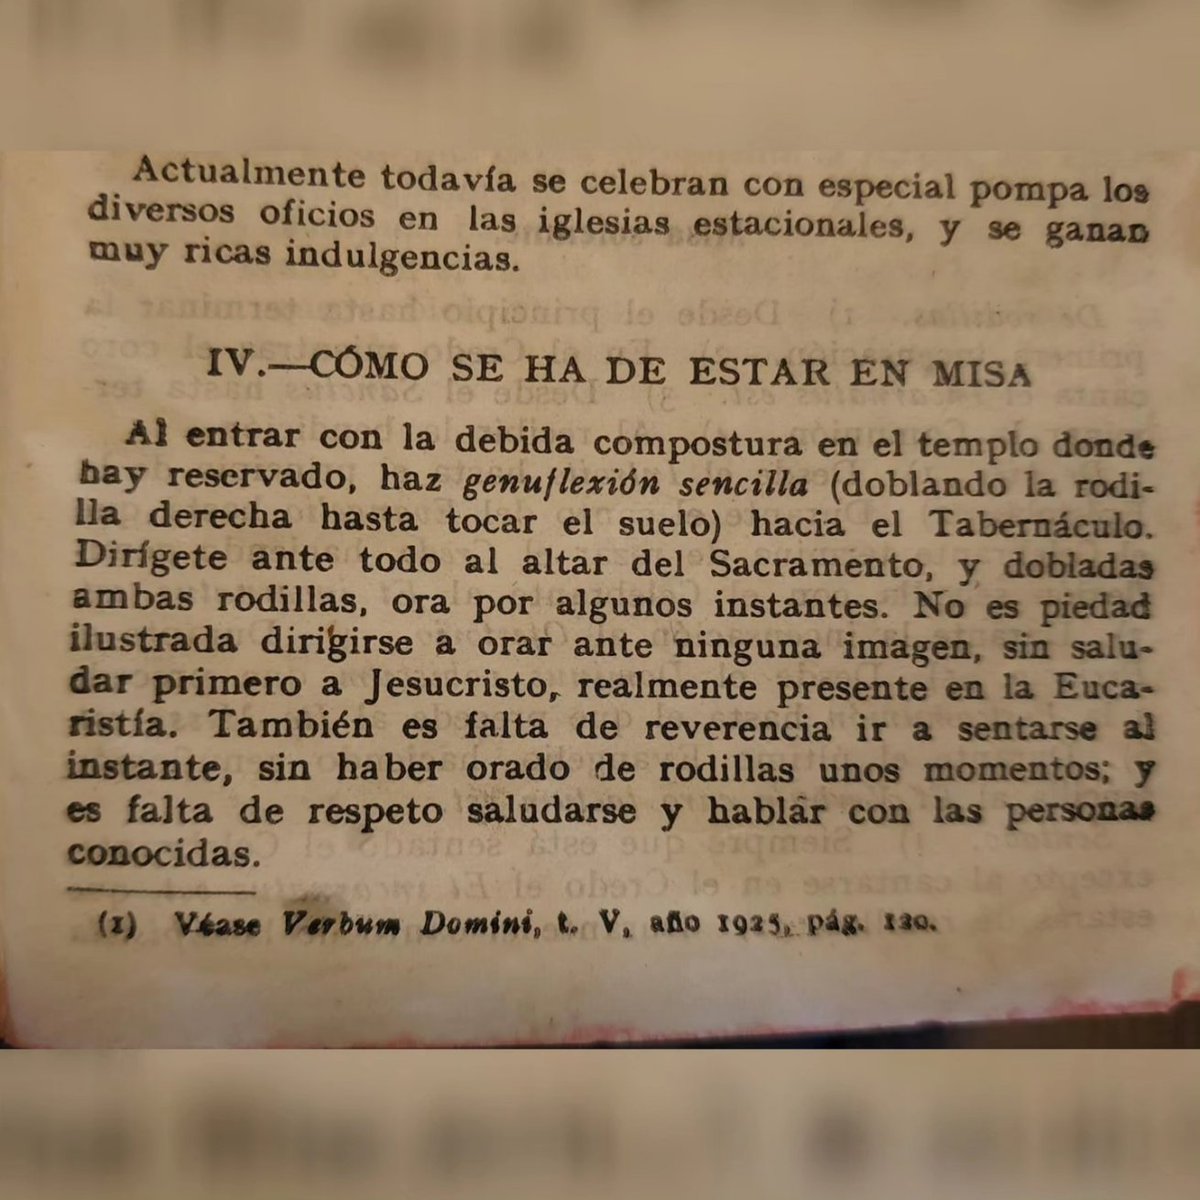 Actualmente todavía se celebran con especial pompa los
diversos oficios en las iglesias estacionales, y se ganan
muy ricas indulgencias.
IV.—CÓMO SE HA DE ESTAR EN MISA
Al entrar con la debida compostura en el templo donde
hay reservado, haz genuflexión sencilla (doblando la rodi-
lla derecha hasta tocar el suelo) hacia el Tabernáculo.
Dirígete ante todo al altar del Sacramento, y dobladas
ambas rodillas, ora por algunos instantes. No es piedad
ilustrada dirigirse a orar ante ninguna imagen, sin salu-
dar primero a Jesucristo, realmente presente en la Euca-
ristía. También es falta de reverencia ir a sentarse al
instante, sin haber orado de rodillas unos momentos; y
es falta de respeto saludarse y hablar con las personas
conocidas.
(1) Véase Verbum Domini, t. V, año 1925, pág. 120.